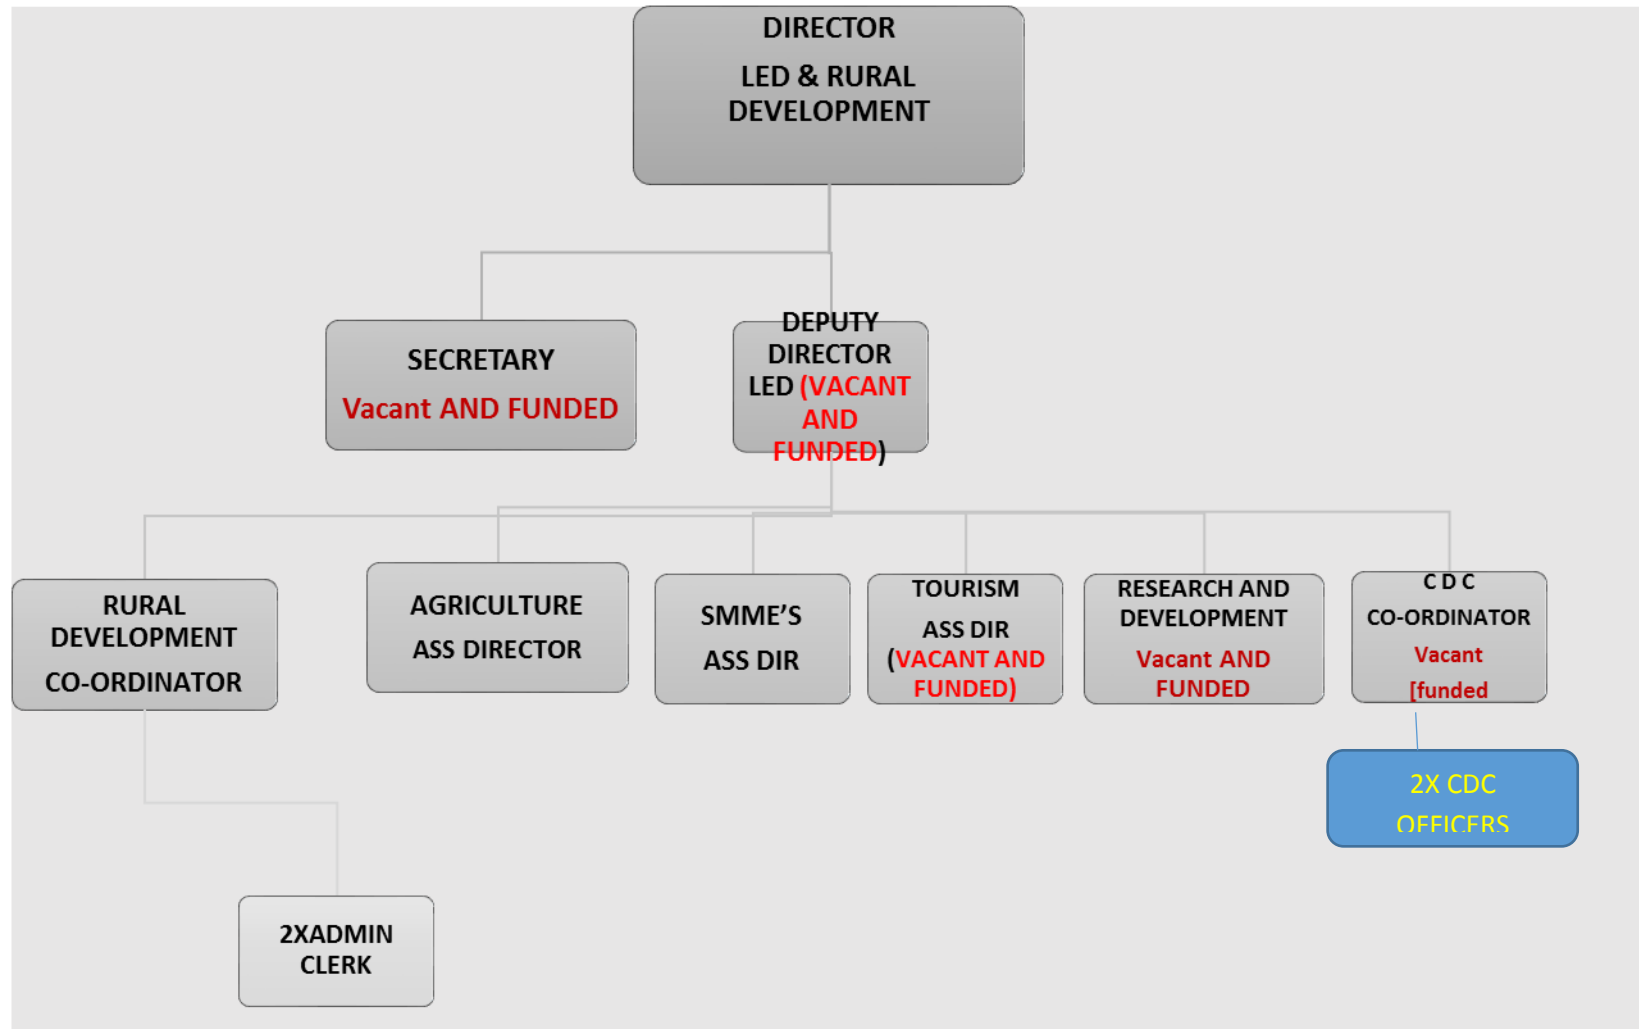 DIRECTOR
LED & RURAL
DEVELOPMENT
SECRETARY
Vacant AND FUNDED
DEPUTY
DIRECTOR
LED (VACANT
AND
FUNDED)
RURAL
DEVELOPMENT
CO-ORDINATOR
AGRICULTURE
ASS DIRECTOR
SMME'S
ASS DIR
TOURISM
ASS DIR
(VACANT AND
FUNDED)
RESEARCH AND
DEVELOPMENT
Vacant AND
FUNDED
C D C
CO-ORDINATOR
Vacant
[funded
2X CDC
OFFICERS
2XADMIN
CLERK